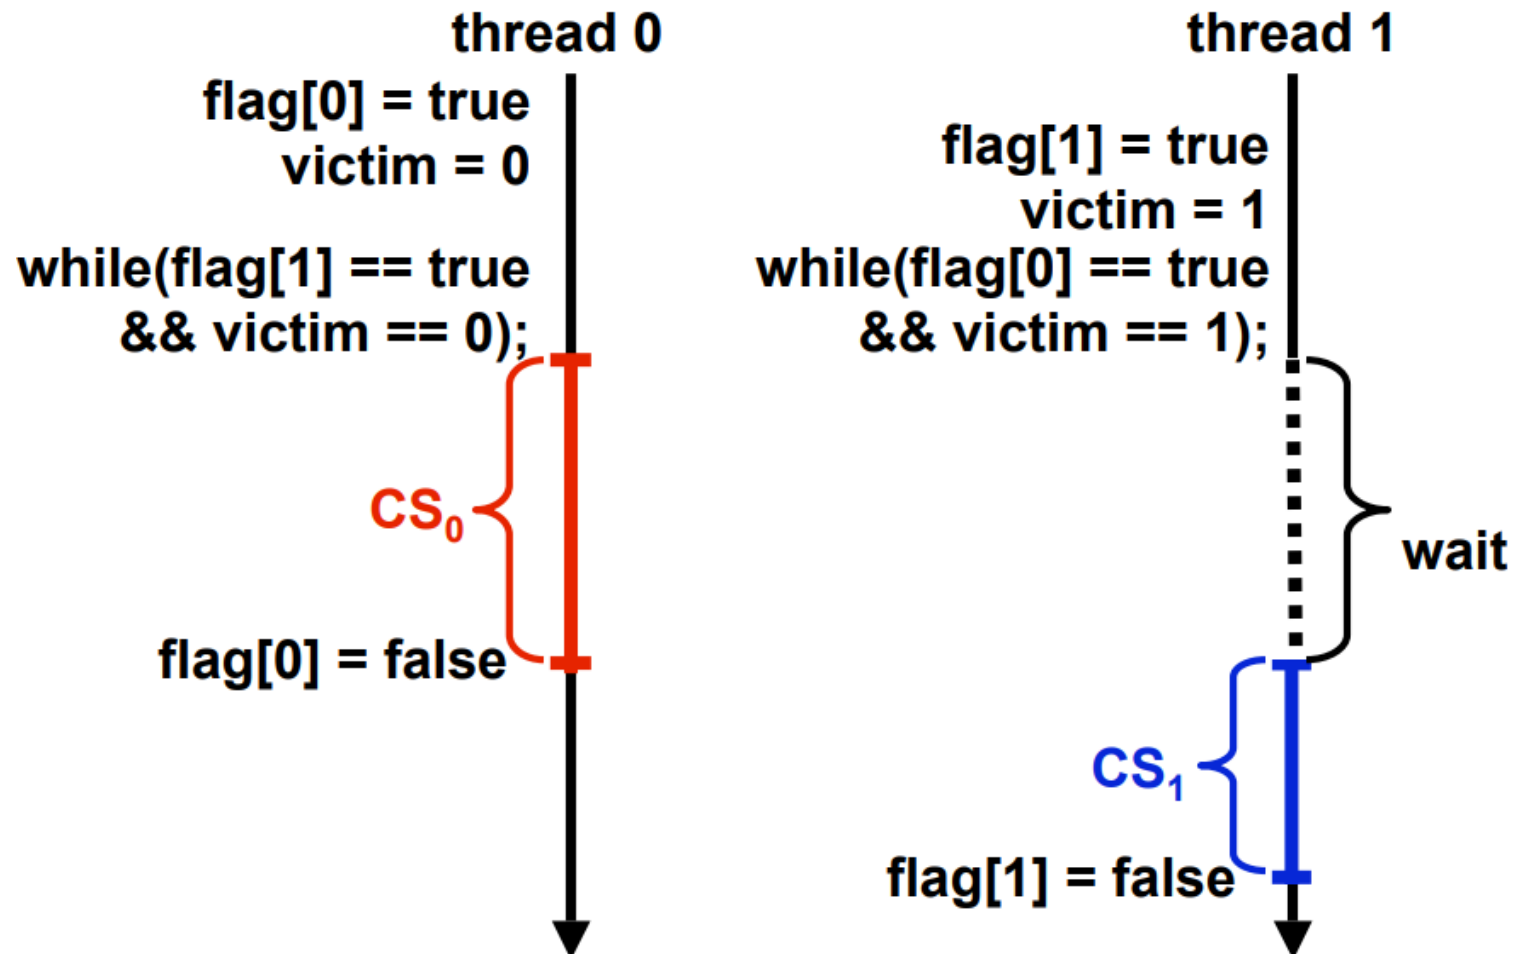 thread 0
flag[0] = true
victim = 0
while(flag[1] == true
&& victim == 0);
CS0
flag[0] = false
thread 1
flag[1] = true
victim = 1
while(flag[0] == true
&& victim == 1);
wait
CS1
flag[1] = false